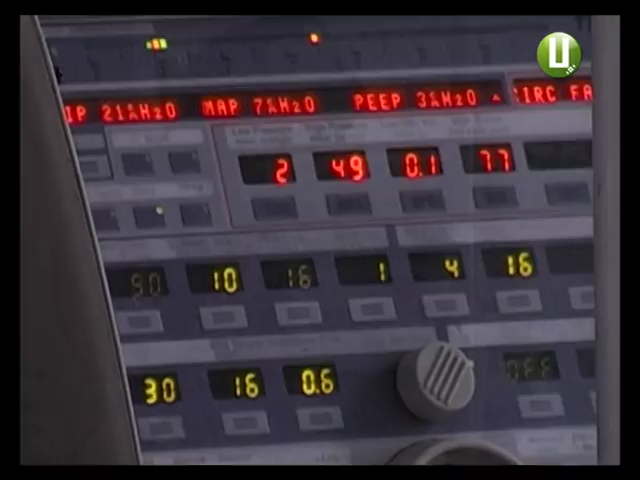 Ц
IP 21cmH2O MAP 7cmH2O PEEP 3cmH2O CIRC FA
2 49 0.1 77
90 10 16 1 4 16
30 16 0.6 OFF